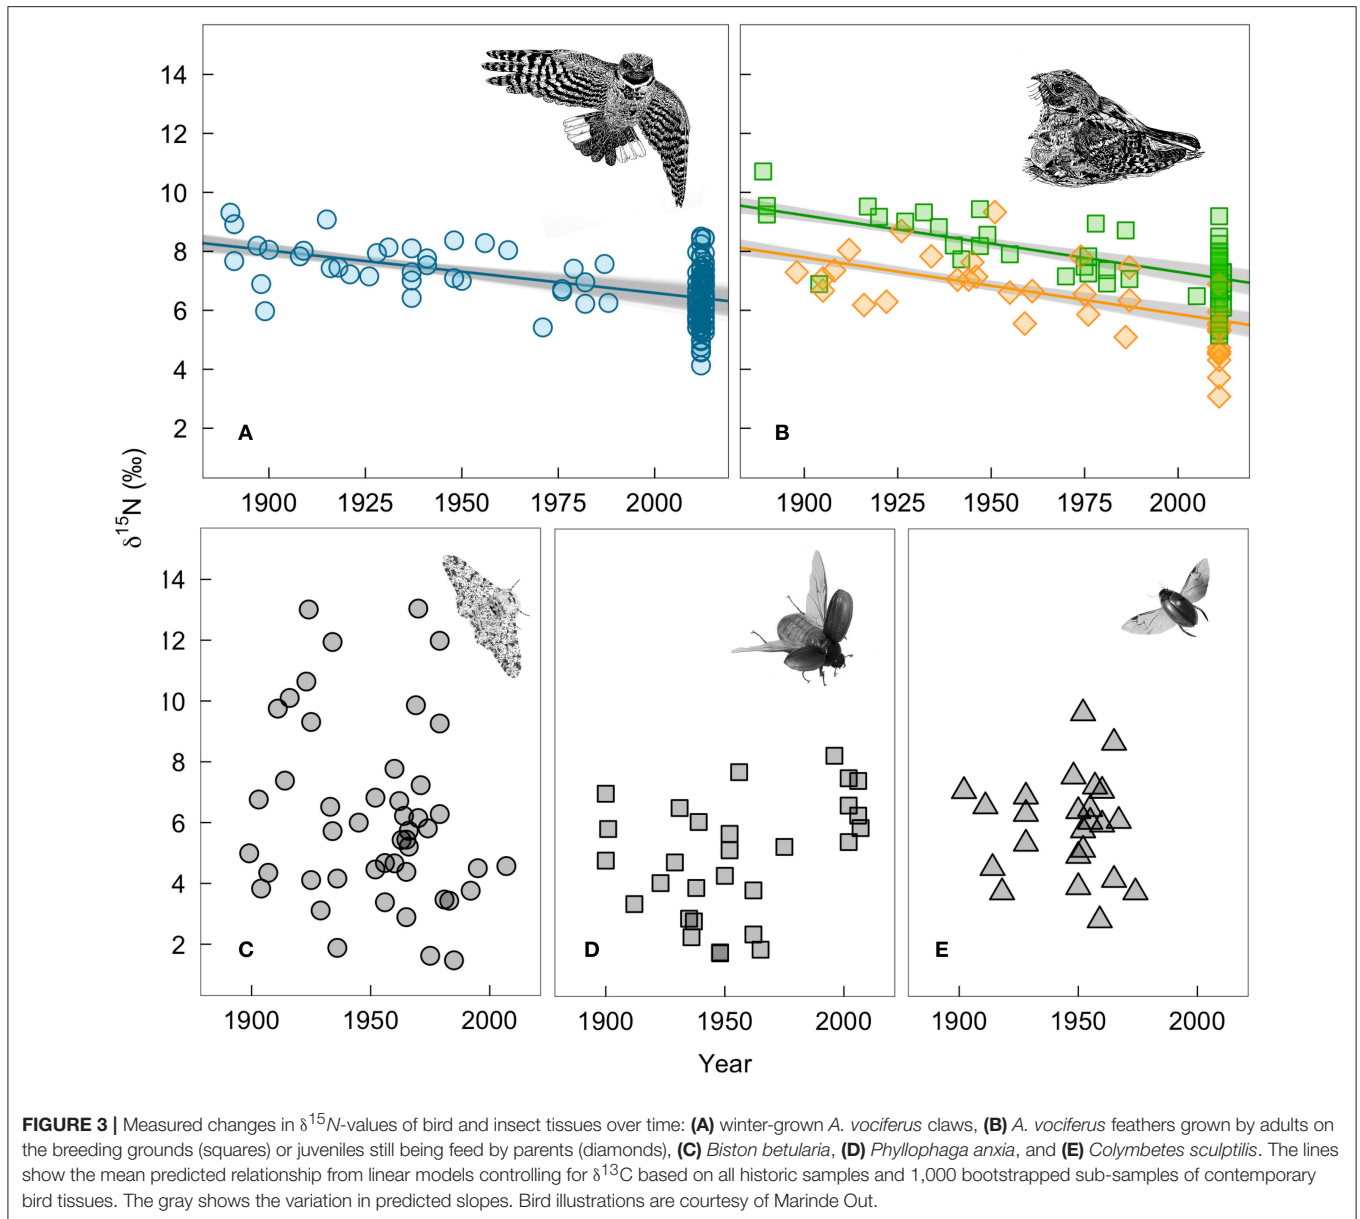 14
12
10
8
6
4
2
A
B
1900 1925 1950 1975 2000
1900 1925 1950 1975 2000
δ15N (‰)
14
12
10
8
6
4
2
C
D
E
1900 1950 2000
1900 1950 2000
1900 1950 2000
Year
FIGURE 3 | Measured changes in δ15N-values of bird and insect tissues over time: (A) winter-grown A. vociferus claws, (B) A. vociferus feathers grown by adults on
the breeding grounds (squares) or juveniles still being feed by parents (diamonds), (C) Biston betularia, (D) Phyllophaga anxia, and (E) Colymbetes sculptilis. The lines
show the mean predicted relationship from linear models controlling for δ13C based on all historic samples and 1,000 bootstrapped sub-samples of contemporary
bird tissues. The gray shows the variation in predicted slopes. Bird illustrations are courtesy of Marinde Out.